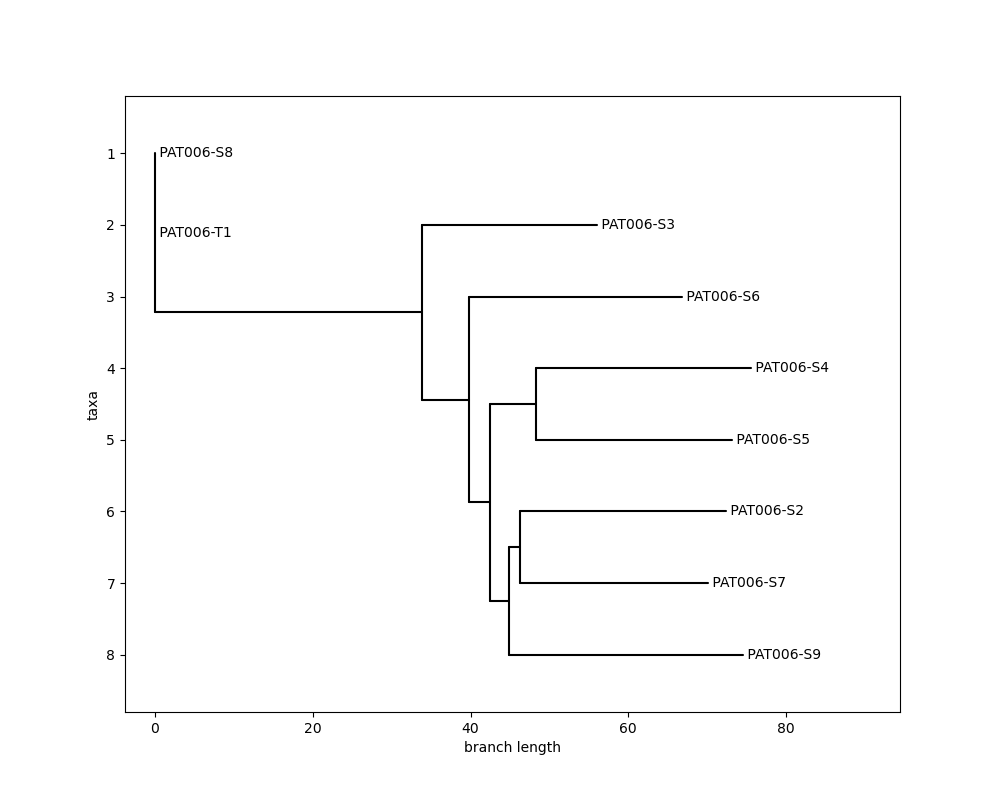 1
PAT006-S8
2
PAT006-T1
PAT006-S3
3
PAT006-S6
4
PAT006-S4
taxa
5
PAT006-S5
6
PAT006-S2
7
PAT006-S7
8
PAT006-S9
0 20 40 60 80
branch length